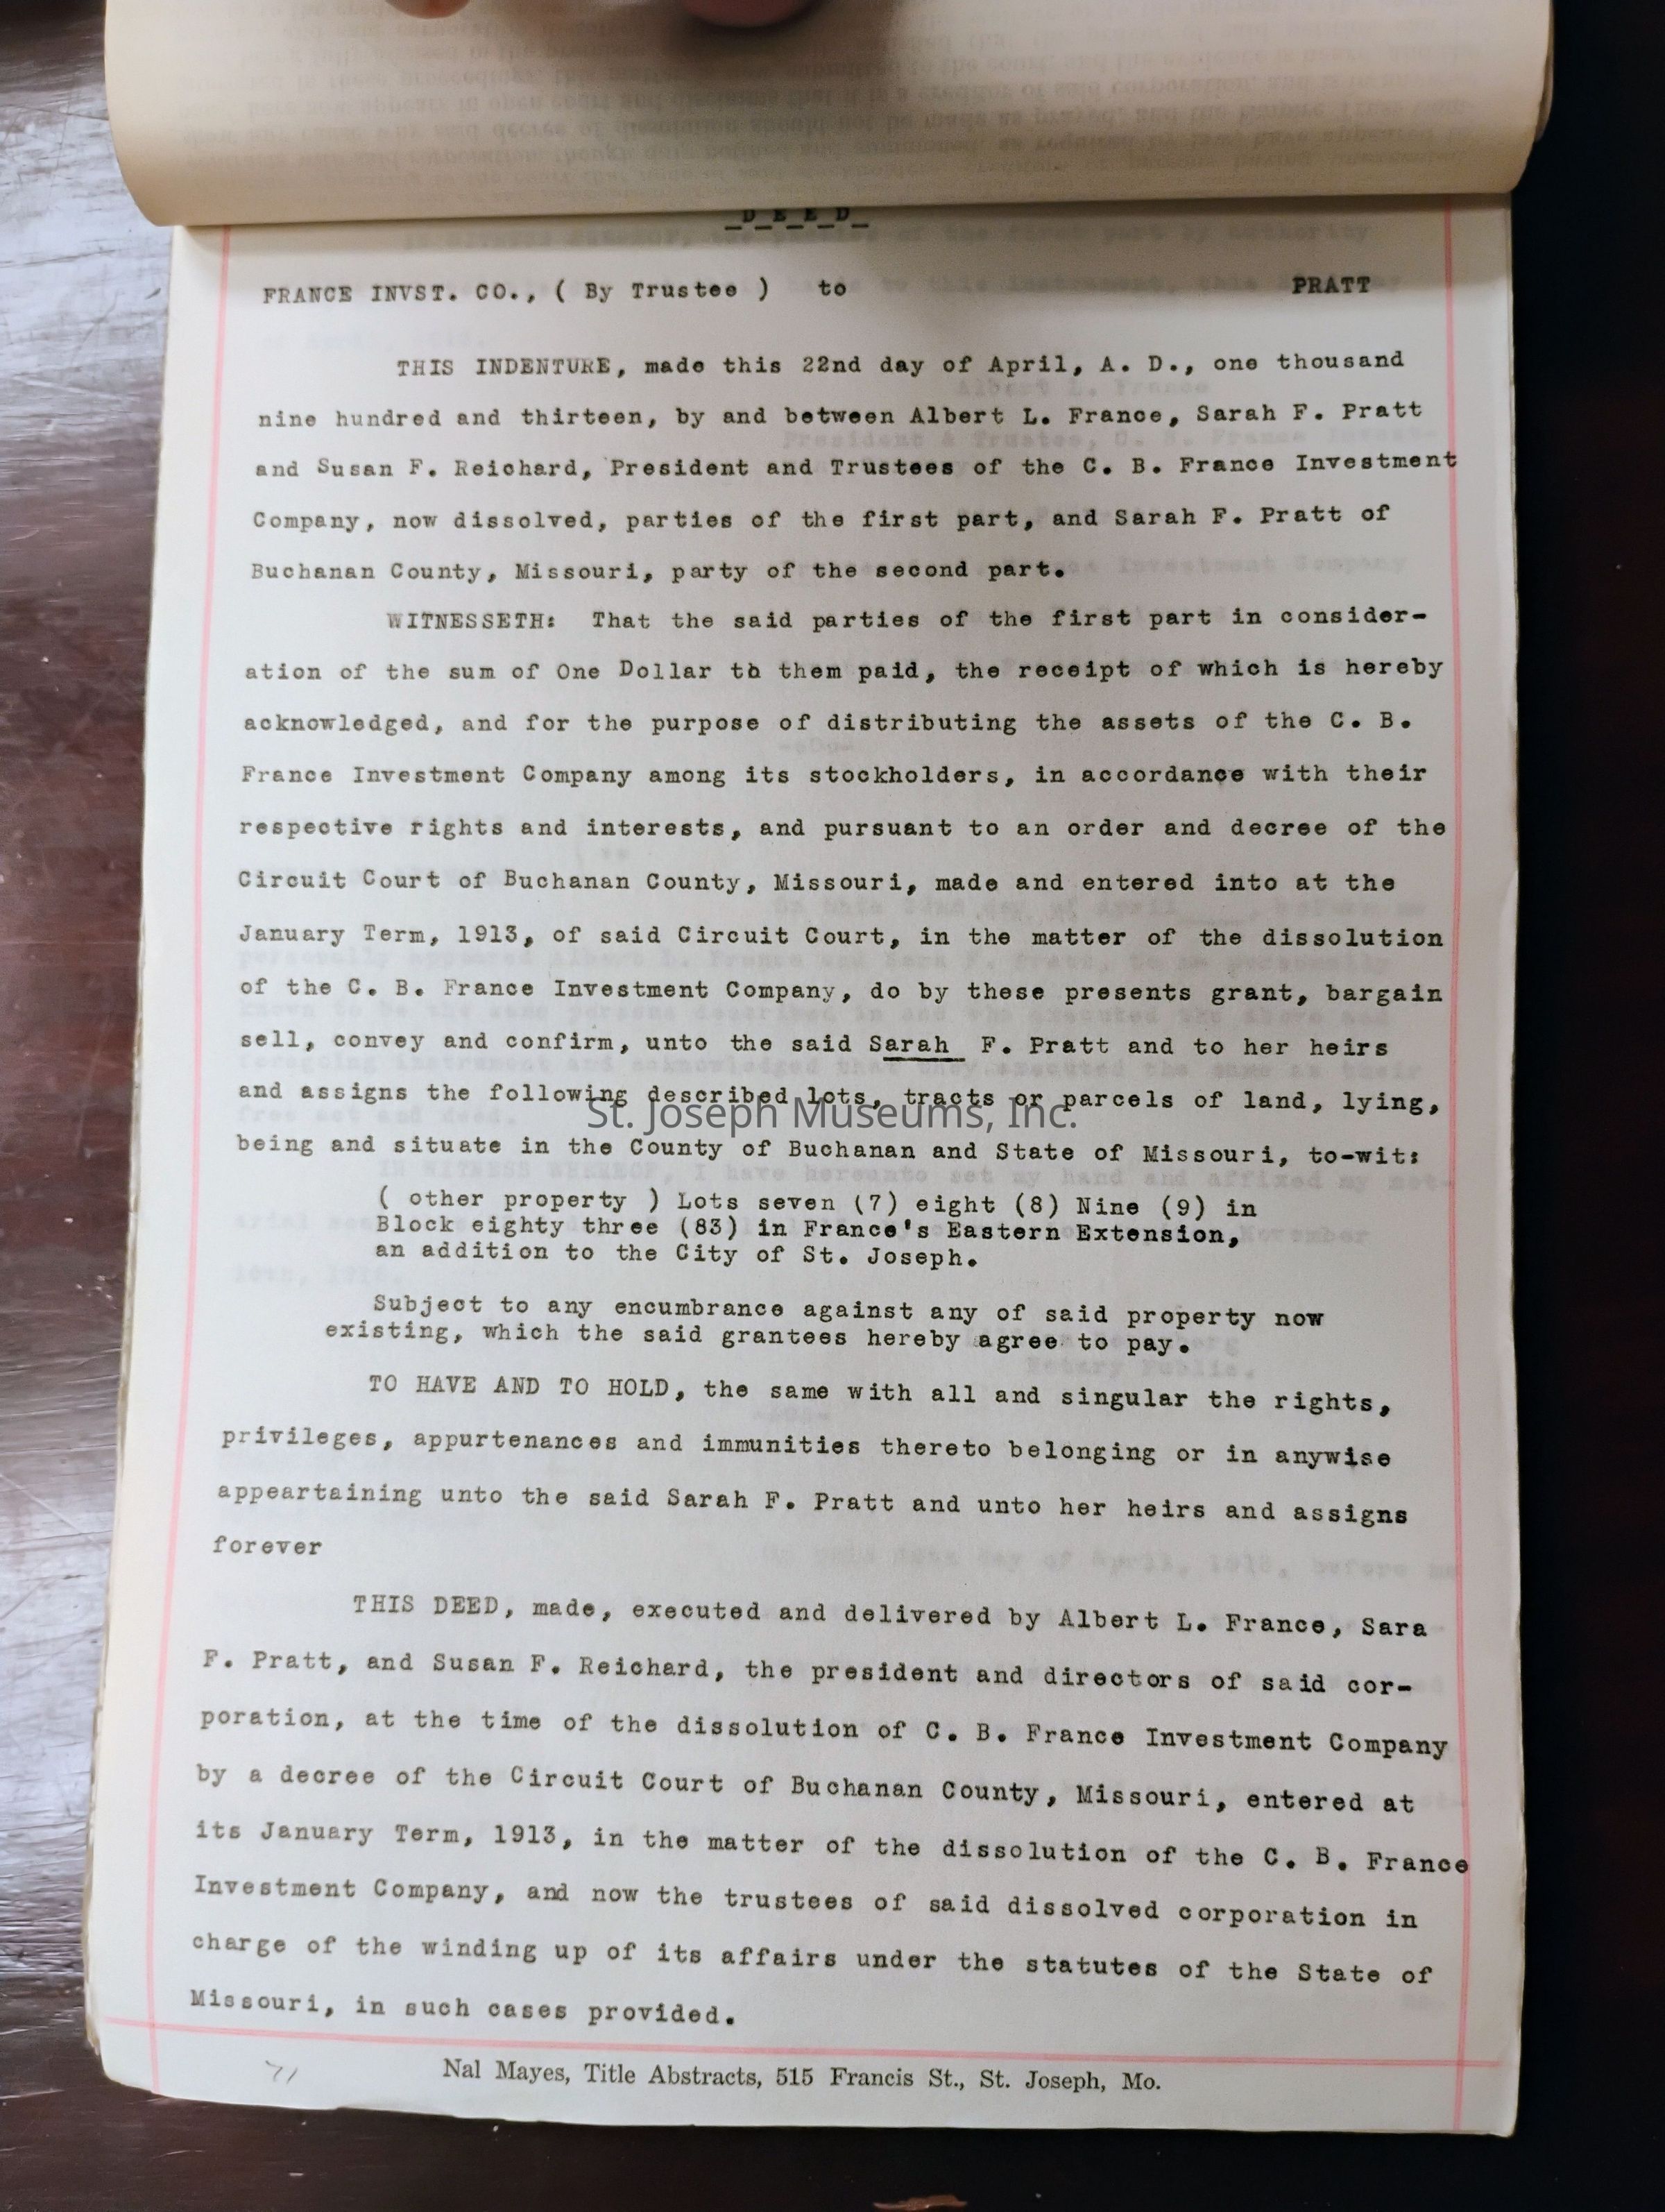 D E E D
FRANCE INVST. CO., ( By Trustee ) to PRATT
THIS INDENTURE, made this 22nd day of April, A. D., one thousand
nine hundred and thirteen, by and between Albert L. France, Sarah F. Pratt
and Susan F. Reichard, President and Trustees of the C. B. France Investment
Company, now dissolved, parties of the first part, and Sarah F. Pratt of
Buchanan County, Missouri, party of the second part.
WITNESSETH: That the said parties of the first part in consider-
ation of the sum of One Dollar to them paid, the receipt of which is hereby
acknowledged, and for the purpose of distributing the assets of the C. B.
France Investment Company among its stockholders, in accordance with their
respective rights and interests, and pursuant to an order and decree of the
Circuit Court of Buchanan County, Missouri, made and entered into at the
January Term, 1913, of said Circuit Court, in the matter of the dissolution
of the C. B. France Investment Company, do by these presents grant, bargain
sell, convey and confirm, unto the said Sarah F. Pratt and to her heirs
and assigns the following described lots, tracts or parcels of land, lying,
St. Joseph Museums, Inc.
being and situate in the County of Buchanan and State of Missouri, to-wit:
( other property ) Lots seven (7) eight (8) Nine (9) in
Block eighty three (83) in France's Eastern Extension,
an addition to the City of St. Joseph.
Subject to any encumbrance against any of said property now
existing, which the said grantees hereby agree to pay.
TO HAVE AND TO HOLD, the same with all and singular the rights,
privileges, appurtenances and immunities thereto belonging or in anywise
appeartaining unto the said Sarah F. Pratt and unto her heirs and assigns
forever
THIS DEED, made, executed and delivered by Albert L. France, Sara
F. Pratt, and Susan F. Reichard, the president and directors of said cor-
poration, at the time of the dissolution of C. B. France Investment Company
by a decree of the Circuit Court of Buchanan County, Missouri, entered at
its January Term, 1913, in the matter of the dissolution of the C. B. France
Investment Company, and now the trustees of said dissolved corporation in
charge of the winding up of its affairs under the statutes of the State of
Missouri, in such cases provided.
71 Nal Mayes, Title Abstracts, 515 Francis St., St. Joseph, Mo.